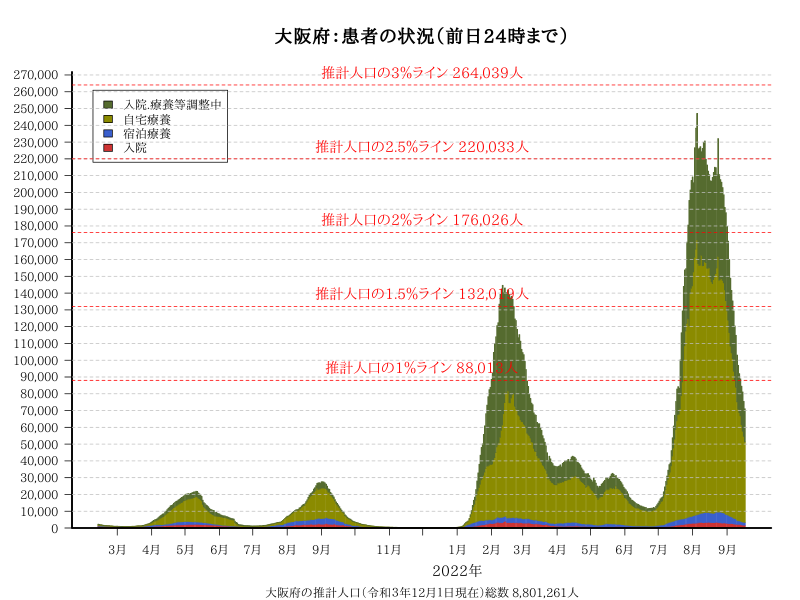 大阪府：患者の状況（前日24時まで）
270,000
260,000
250,000
240,000
230,000
220,000
210,000
200,000
190,000
180,000
170,000
160,000
150,000
140,000
130,000
120,000
110,000
100,000
90,000
80,000
70,000
60,000
50,000
40,000
30,000
20,000
10,000
0
入院,療養等調整中
自宅療養
宿泊療養
入院
推計人口の3%ライン 264,039人
推計人口の2.5%ライン 220,033人
推計人口の2%ライン 176,026人
推計人口の1.5%ライン 132,019人
推計人口の1%ライン 88,013人
3月 4月 5月 6月 7月 8月 9月 11月 1月 2月 3月 4月 5月 6月 7月 8月 9月
2022年
大阪府の推計人口（令和3年12月1日現在）総数 8,801,261人